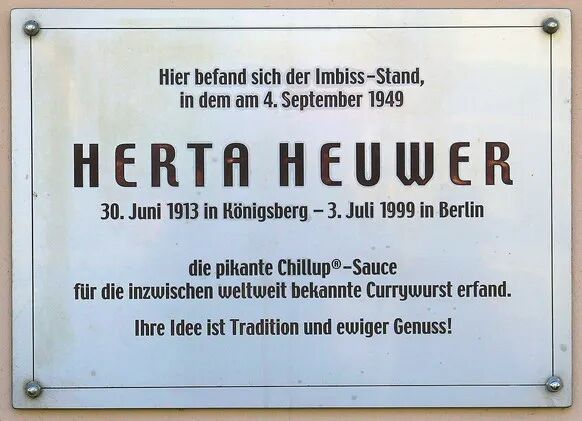 Hier befand sich der Imbiss-Stand,
in dem am 4. September 1949
HERTA HEUWER
30. Juni 1913 in Königsberg – 3. Juli 1999 in Berlin
die pikante Chillup®-Sauce
für die inzwischen weltweit bekannte Currywurst erfand.
Ihre Idee ist Tradition und ewiger Genuss!